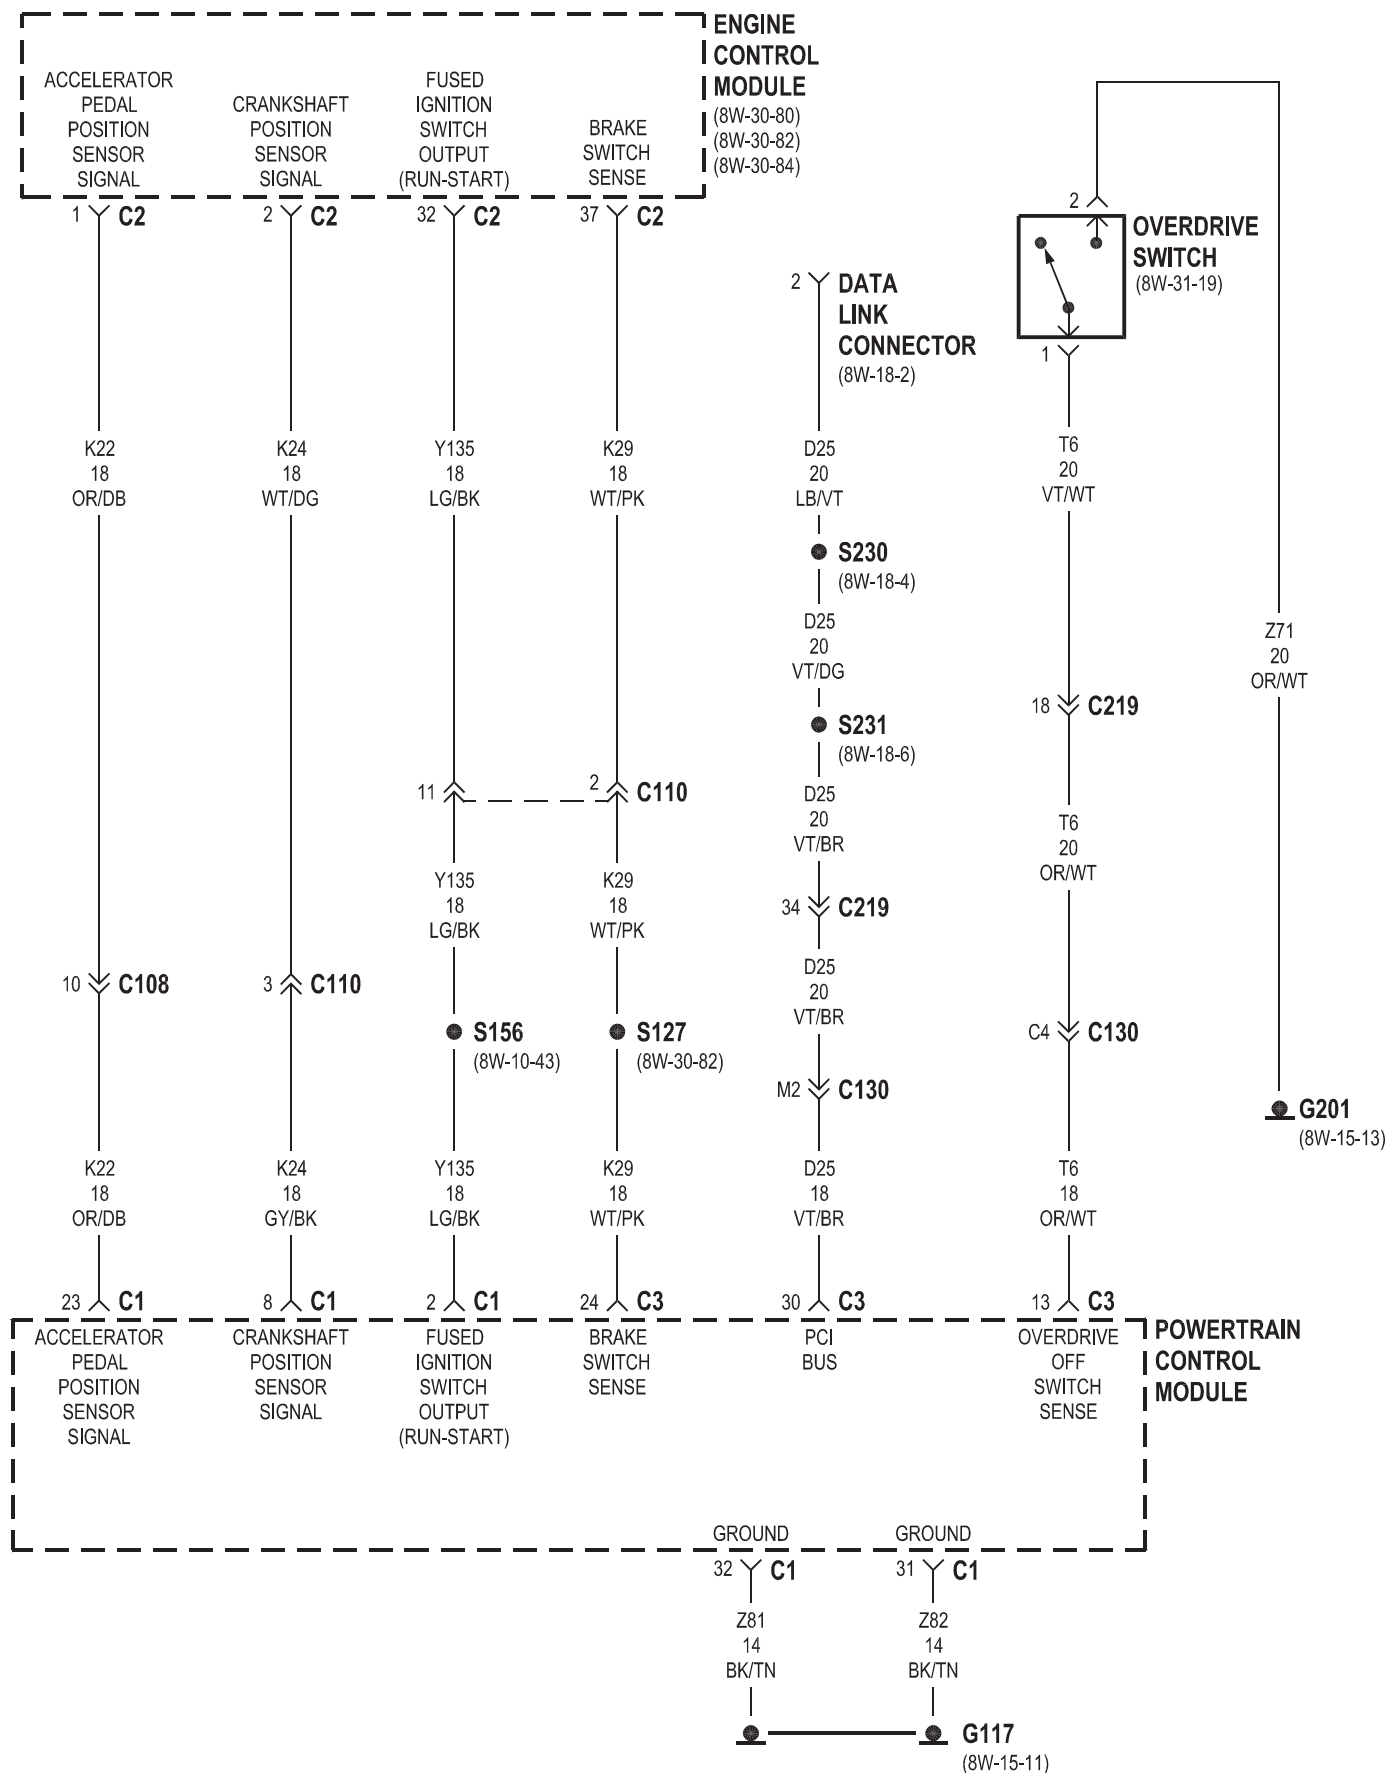 ENGINE
CONTROL
MODULE
(8W-30-80)
(8W-30-82)
(8W-30-84)
ACCELERATOR
PEDAL
POSITION
SENSOR
SIGNAL
CRANKSHAFT
POSITION
SENSOR
SIGNAL
FUSED
IGNITION
SWITCH
OUTPUT
(RUN-START)
BRAKE
SWITCH
SENSE
1 C2
2 C2
32 C2
37 C2
2
OVERDRIVE
SWITCH
(8W-31-19)
1
2 DATA
LINK
CONNECTOR
(8W-18-2)
K22
18
OR/DB
K24
18
WT/DG
Y135
18
LG/BK
K29
18
WT/PK
D25
20
LB/VT
T6
20
VT/WT
S230
(8W-18-4)
D25
20
VT/DG
Z71
20
OR/WT
18 C219
S231
(8W-18-6)
11
2 C110
D25
20
VT/BR
T6
20
OR/WT
Y135
18
LG/BK
K29
18
WT/PK
34 C219
10 C108
3 C110
D25
20
VT/BR
S156
(8W-10-43)
S127
(8W-30-82)
C4 C130
M2 C130
G201
(8W-15-13)
K22
18
OR/DB
K24
18
GY/BK
Y135
18
LG/BK
K29
18
WT/PK
D25
18
VT/BR
T6
18
OR/WT
23 C1
8 C1
2 C1
24 C3
30 C3
13 C3
ACCELERATOR
PEDAL
POSITION
SENSOR
SIGNAL
CRANKSHAFT
POSITION
SENSOR
SIGNAL
FUSED
IGNITION
SWITCH
OUTPUT
(RUN-START)
BRAKE
SWITCH
SENSE
PCI
BUS
OVERDRIVE
OFF
SWITCH
SENSE
POWERTRAIN
CONTROL
MODULE
GROUND
GROUND
32 C1
31 C1
Z81
14
BK/TN
Z82
14
BK/TN
G117
(8W-15-11)